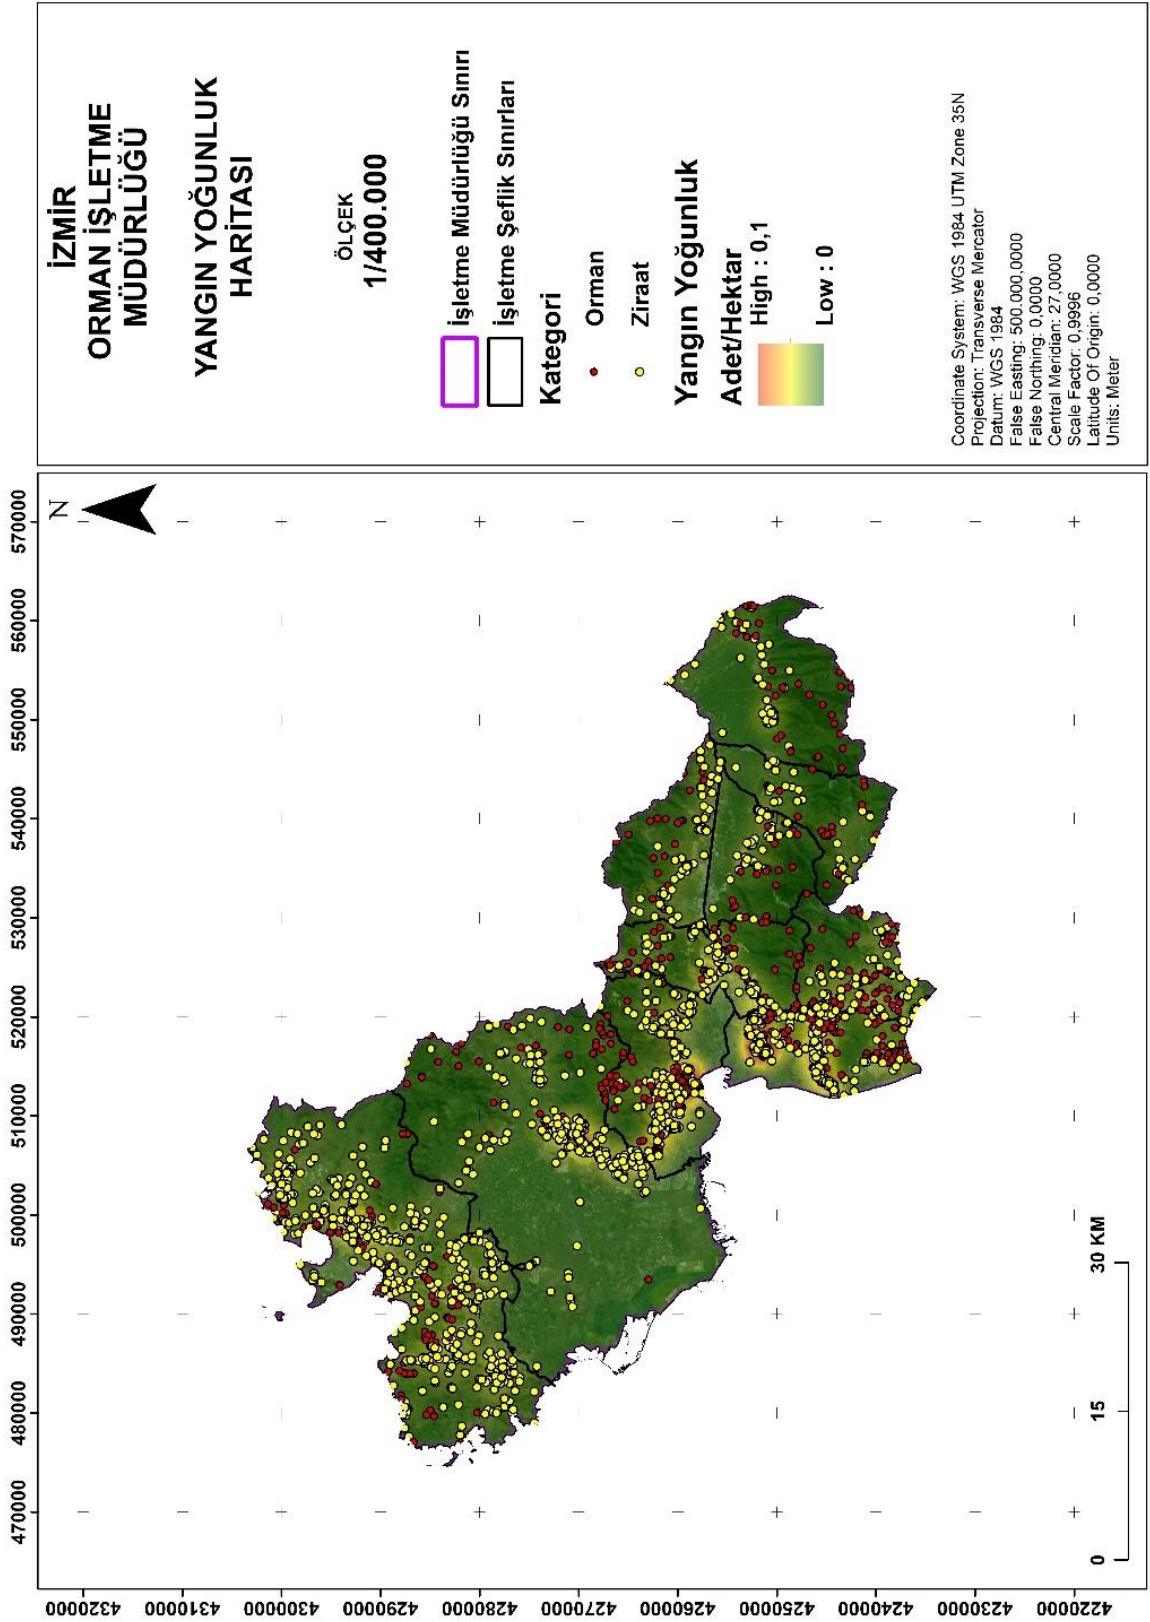 İZMİR
ORMAN İŞLETME
MÜDÜRLÜĞÜ
YANGIN YOĞUNLUK
HARİTASI
ÖLÇEK
1/400.000
İşletme Müdürlüğü Sınırı
İşletme Şeflik Sınırları
Kategori
Orman
Ziraat
Yangın Yoğunluk
Adet/Hektar
High : 0,1
Low : 0
Coordinate System: WGS 1984 UTM Zone 35N
Projection: Transverse Mercator
Datum: WGS 1984
False Easting: 500.000,0000
False Northing: 0,0000
Central Meridian: 27,0000
Scale Factor: 0,9996
Latitude Of Origin: 0,0000
Units: Meter
470000 480000 490000 500000 510000 520000 530000 540000 550000 560000 570000
N
4320000
4310000
4300000
4290000
4280000
4270000
4260000
4250000
4240000
4230000
4220000
0 15 30 KM